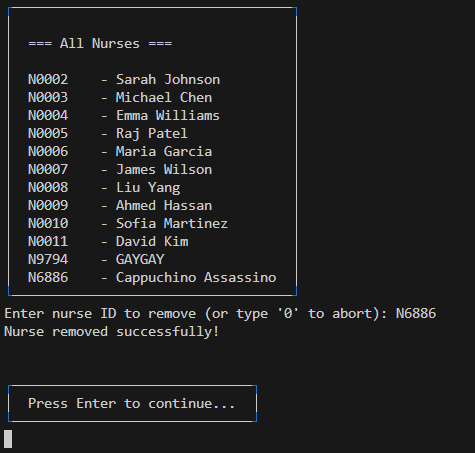 === All Nurses ===
N0002 - Sarah Johnson
N0003 - Michael Chen
N0004 - Emma Williams
N0005 - Raj Patel
N0006 - Maria Garcia
N0007 - James Wilson
N0008 - Liu Yang
N0009 - Ahmed Hassan
N0010 - Sofia Martinez
N0011 - David Kim
N9794 - GAYGAY
N6886 - Cappuchino Assassino
Enter nurse ID to remove (or type '0' to abort): N6886
Nurse removed successfully!
Press Enter to continue...